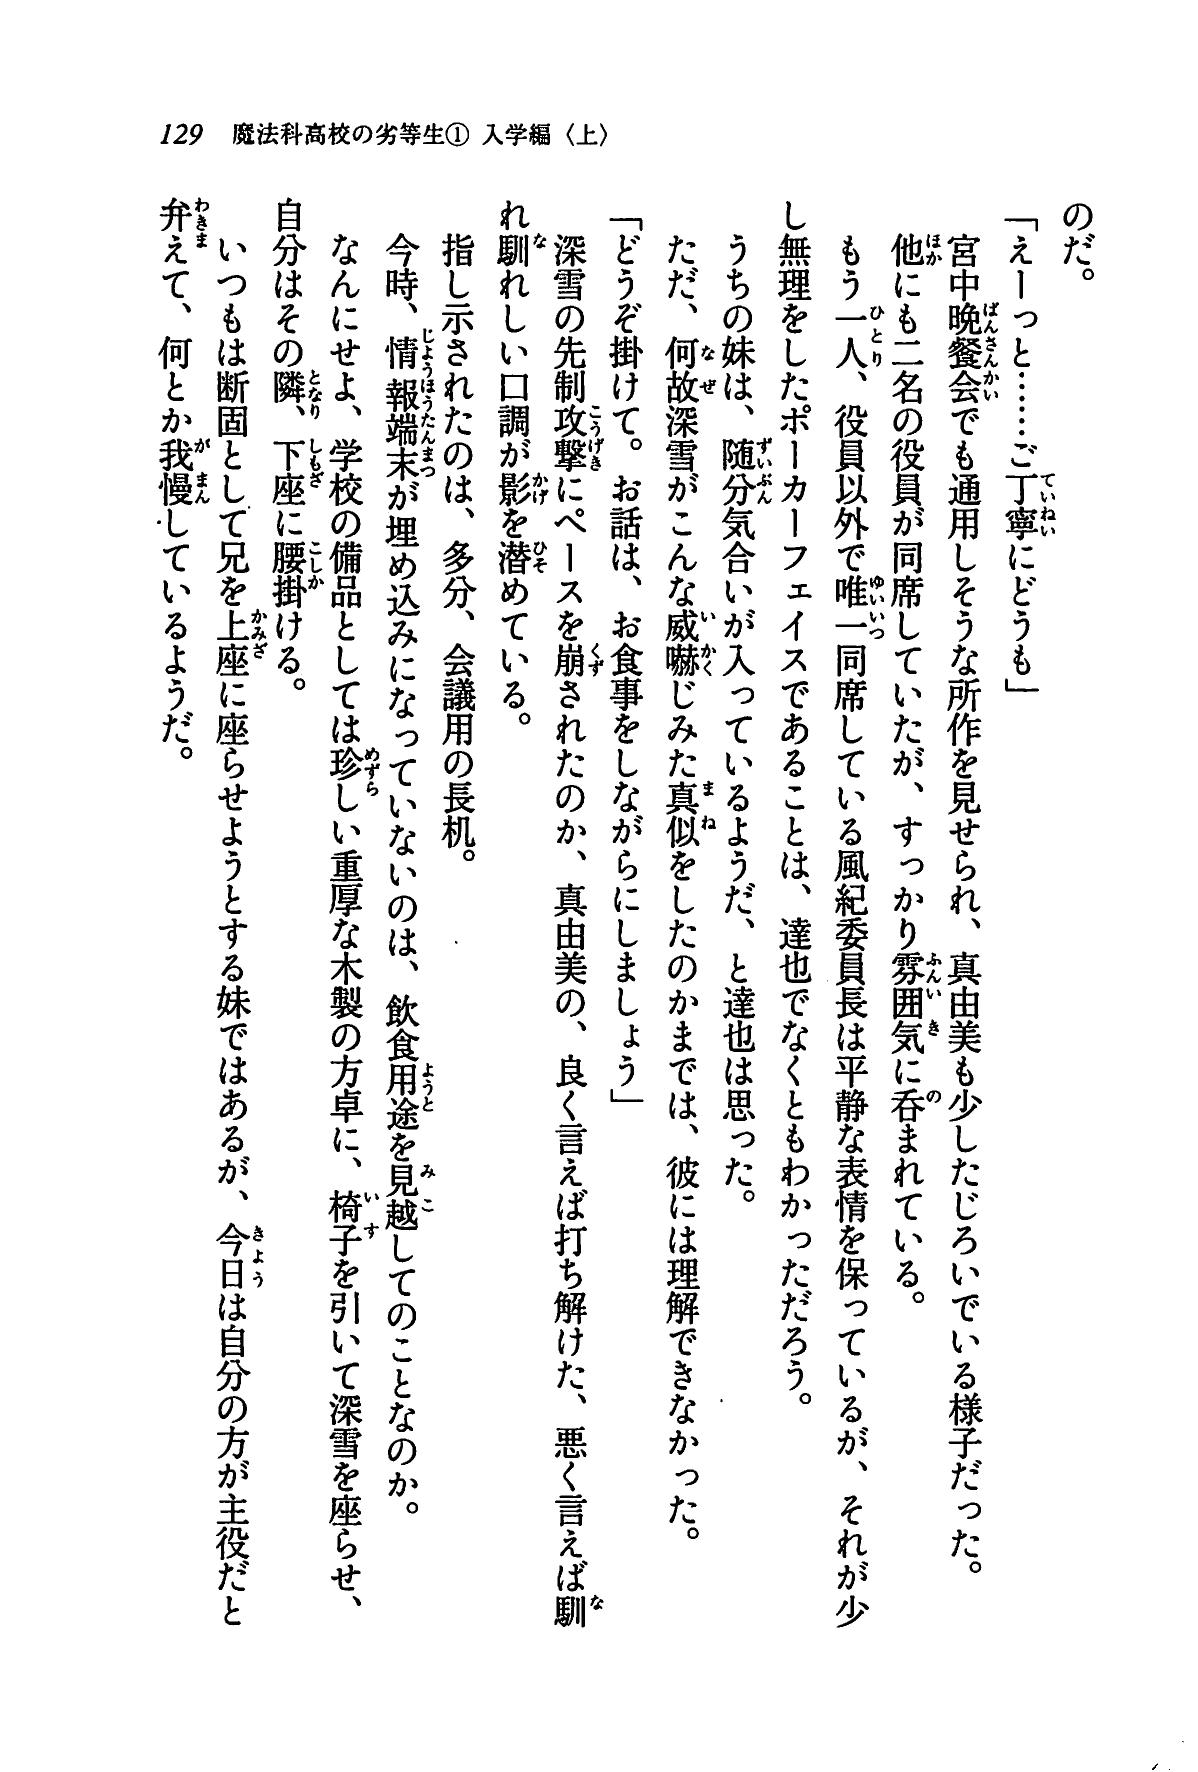 129 魔法科高校の劣等生① 入学編〈上〉
のだ。
「えーっと……ご丁寧にどうも」
宮中晩餐会でも通用しそうな所作を見せられ、真由美も少したじろいでいる様子だった。
他にも二名の役員が同席していたが、すっかり雰囲気に呑まれている。
もう一人、役員以外で唯一同席している風紀委員長は平静な表情を保っているが、それが少
し無理をしたポーカーフェイスであることは、達也でなくともわかっただろう。
うちの妹は、随分気合いが入っているようだ、と達也は思った。
ただ、何故深雪がこんな威嚇じみた真似をしたのかまでは、彼には理解できなかった。
「どうぞ掛けて。お話は、お食事をしながらにしましょう」
深雪の先制攻撃にペースを崩されたのか、真由美の、良く言えば打ち解けた、悪く言えば馴
れ馴れしい口調が影を潜めている。
指し示されたのは、多分、会議用の長机。
今時、情報端末が埋め込みになっていないのは、飲食用途を見越してのことなのか。
なんにせよ、学校の備品としては珍しい重厚な木製の方卓に、椅子を引いて深雪を座らせ、
自分はその隣、下座に腰掛ける。
いつもは断固として兄を上座に座らせようとする妹ではあるが、今日は自分の方が主役だと
弁えて、何とか我慢しているようだ。